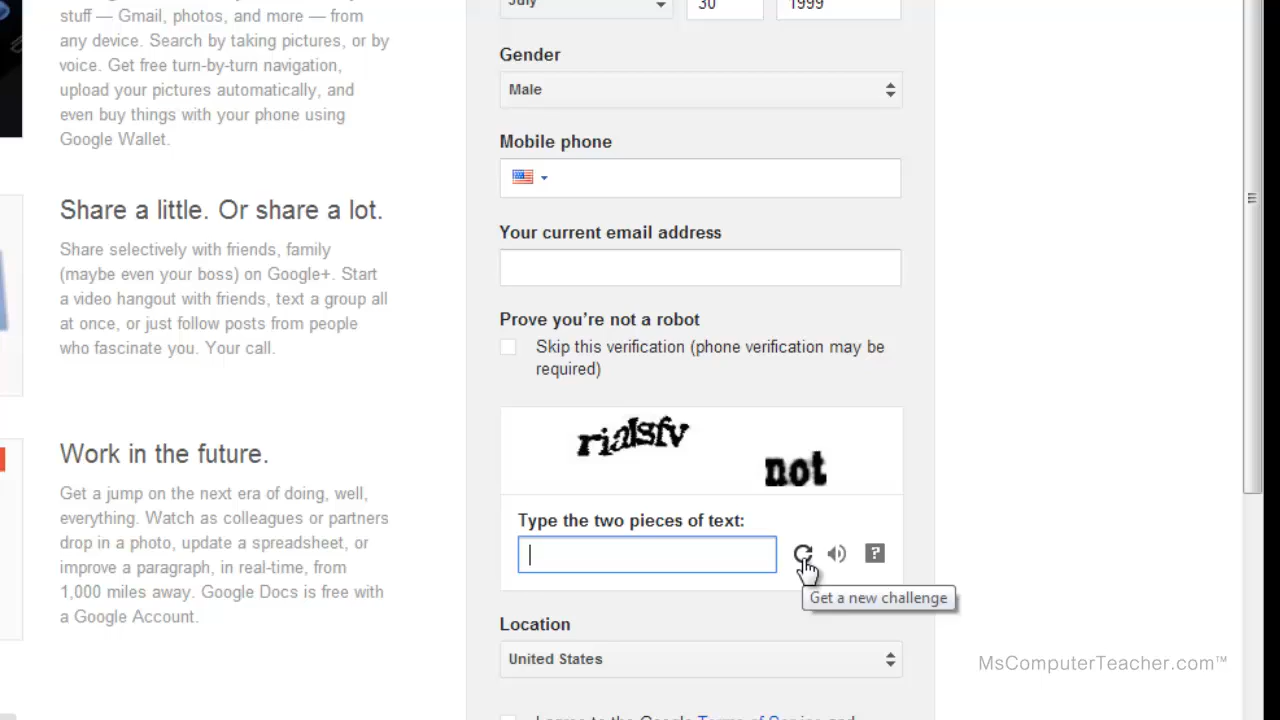 stuff — Gmail, photos, and more — from
any device. Search by taking pictures, or by
voice. Get free turn-by-turn navigation,
upload your pictures automatically, and
even buy things with your phone using
Google Wallet.
Share a little. Or share a lot.
Share selectively with friends, family
(maybe even your boss) on Google+. Start
a video hangout with friends, text a group all
at once, or just follow posts from people
who fascinate you. Your call.
Work in the future.
Get a jump on the next era of doing, well,
everything. Watch as colleagues or partners
drop in a photo, update a spreadsheet, or
improve a paragraph, in real-time, from
1,000 miles away. Google Docs is free with
a Google Account.
July 30 1999
Gender
Male
Mobile phone
Your current email address
Prove you're not a robot
Skip this verification (phone verification may be
required)
rialsfv not
Type the two pieces of text:
?
Get a new challenge
Location
United States
I agree to the Google Terms of Service and
MsComputerTeacher.com™